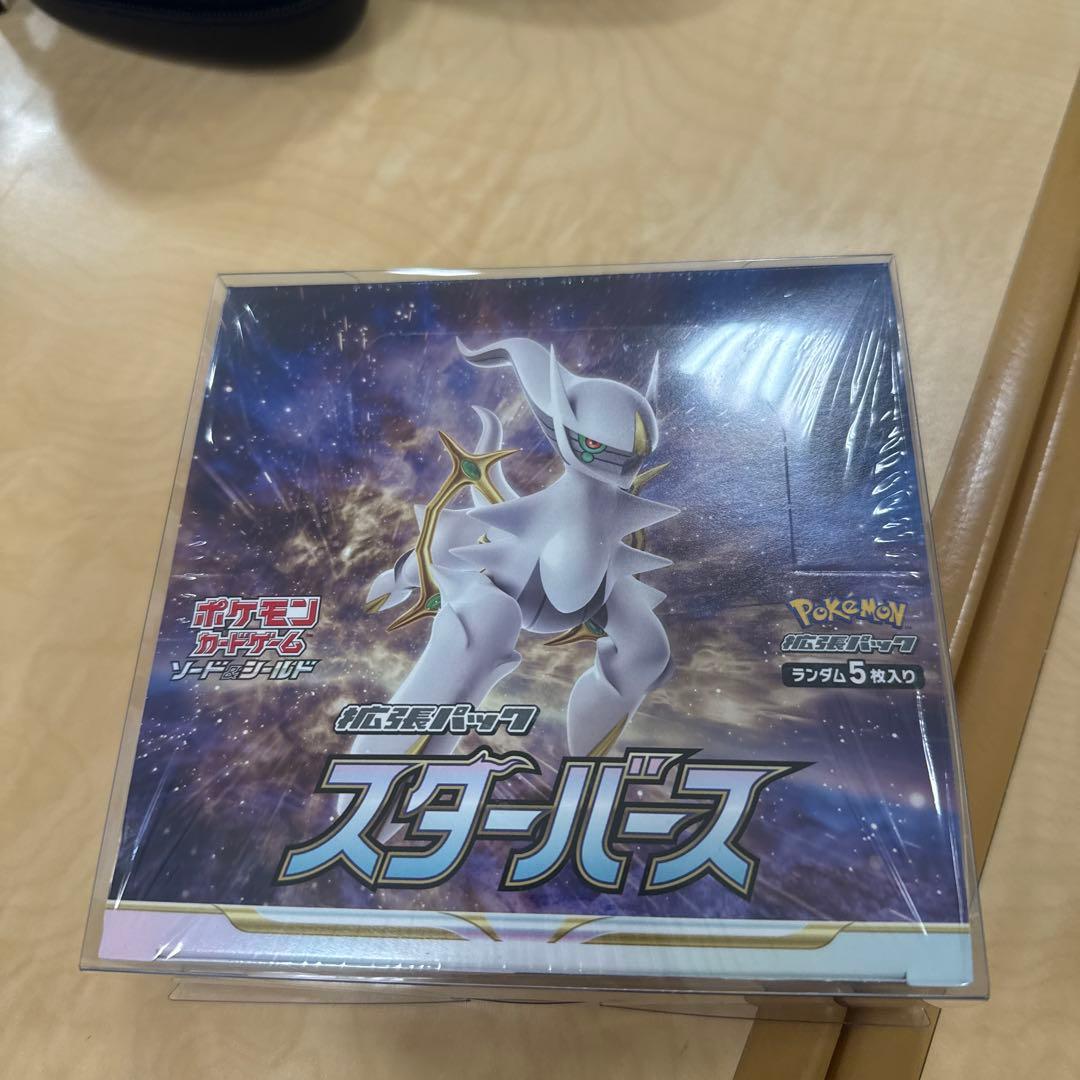 ポケモン
カードゲーム
ソード&シールド
Pokémon
拡張パック
ランダム5枚入り
拡張パック
スターバース